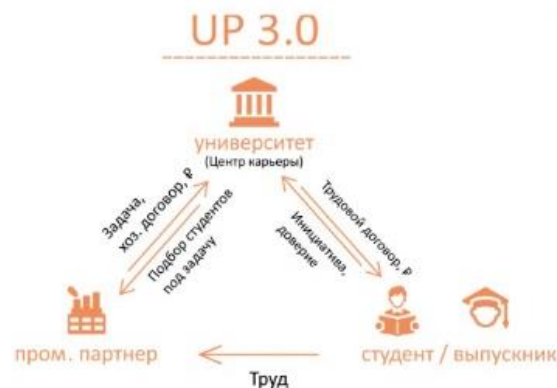 UP 3.0
университет
(Центр карьеры)
Задача,
хоз. договор, ₽
Подбор студентов
под задачу
Трудовой договор, ₽
Инициатива,
доверие
пром. партнер
студент / выпускник
Труд